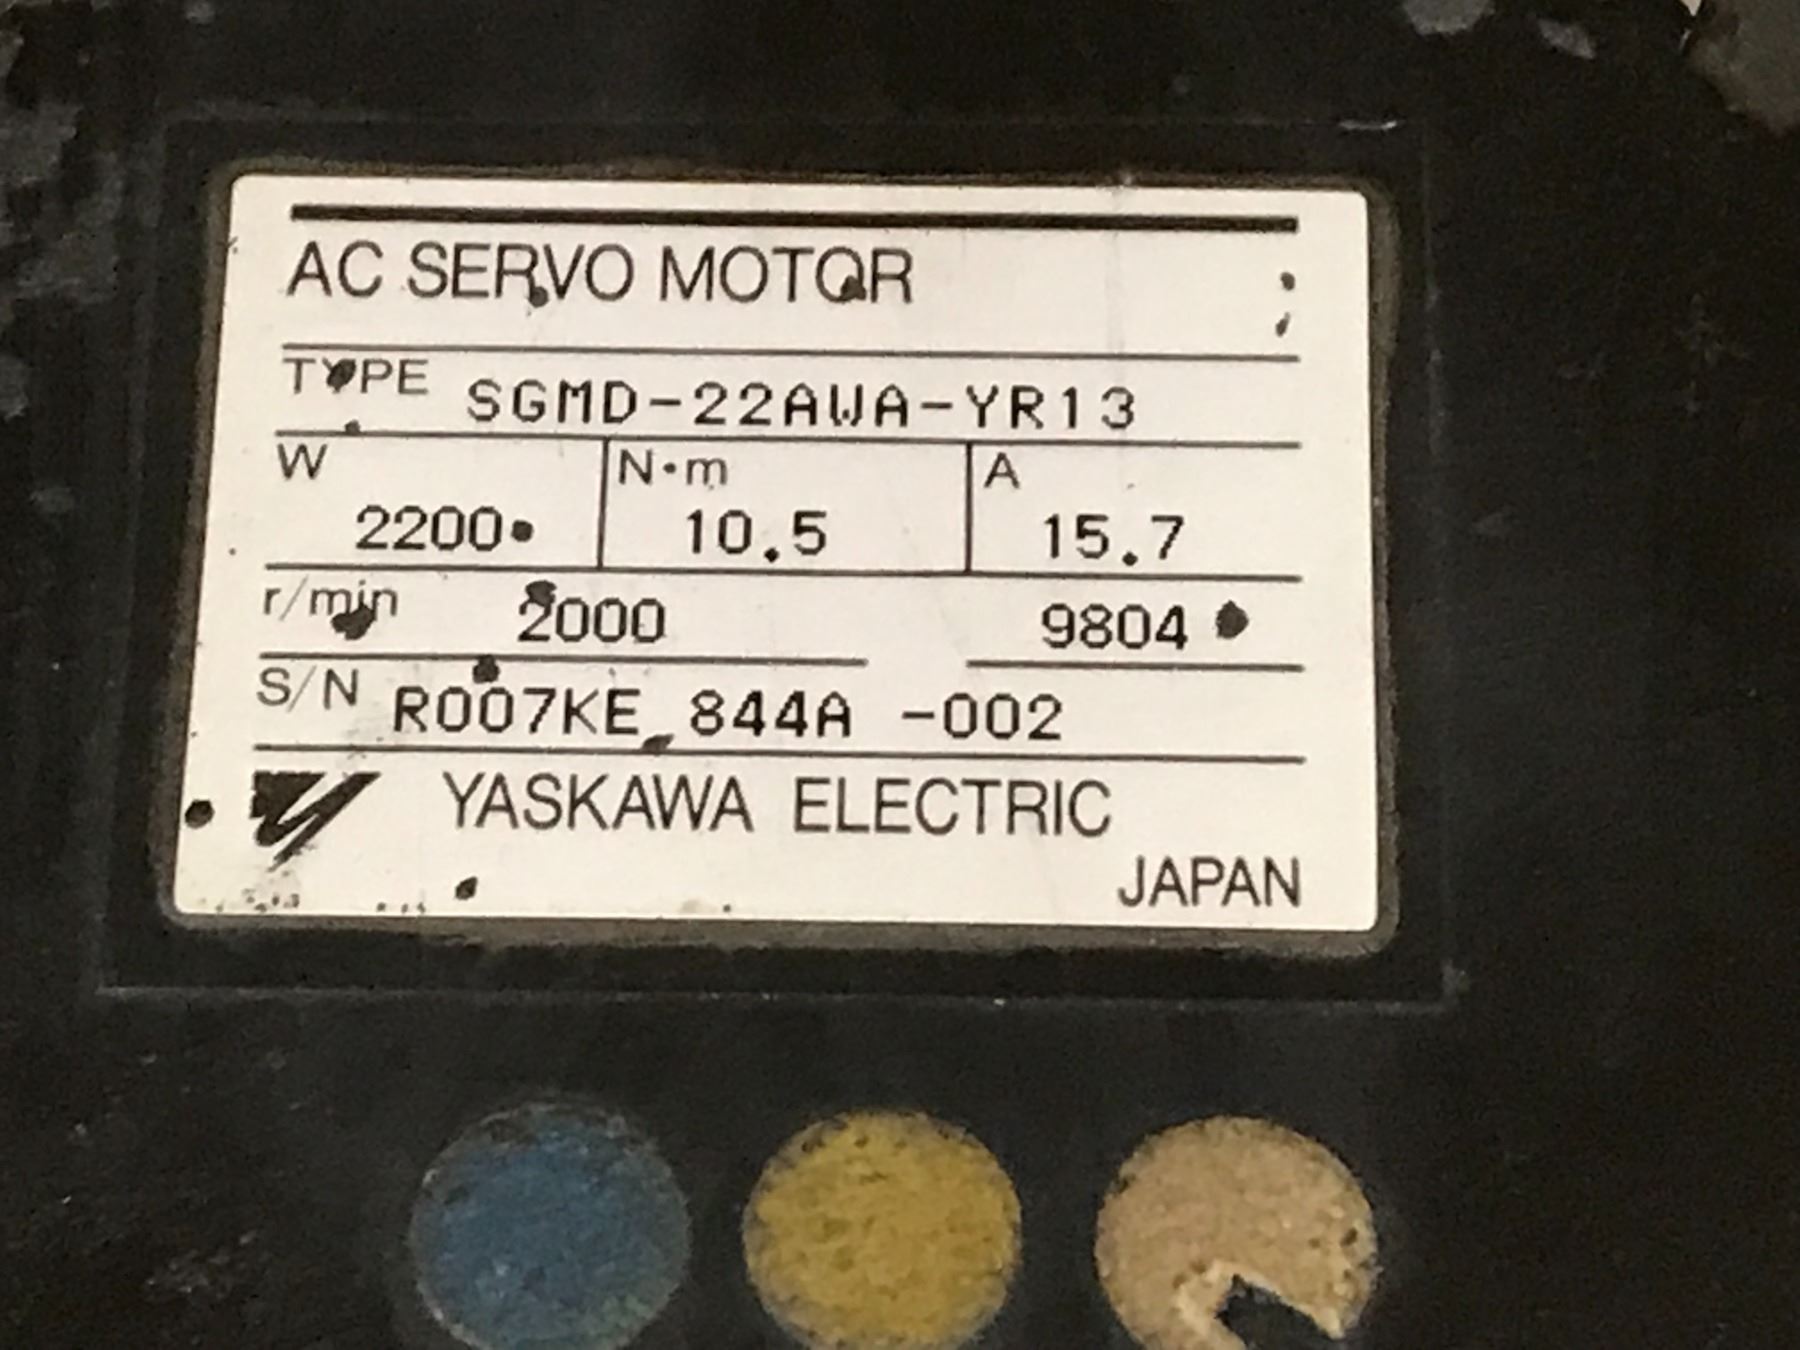 AC SERVO MOTOR
TYPE SGMD-22AWA-YR13
W N·m A
2200 10.5 15.7
r/min 2000 9804
S/N R007KE 844A -002
YASKAWA ELECTRIC
JAPAN